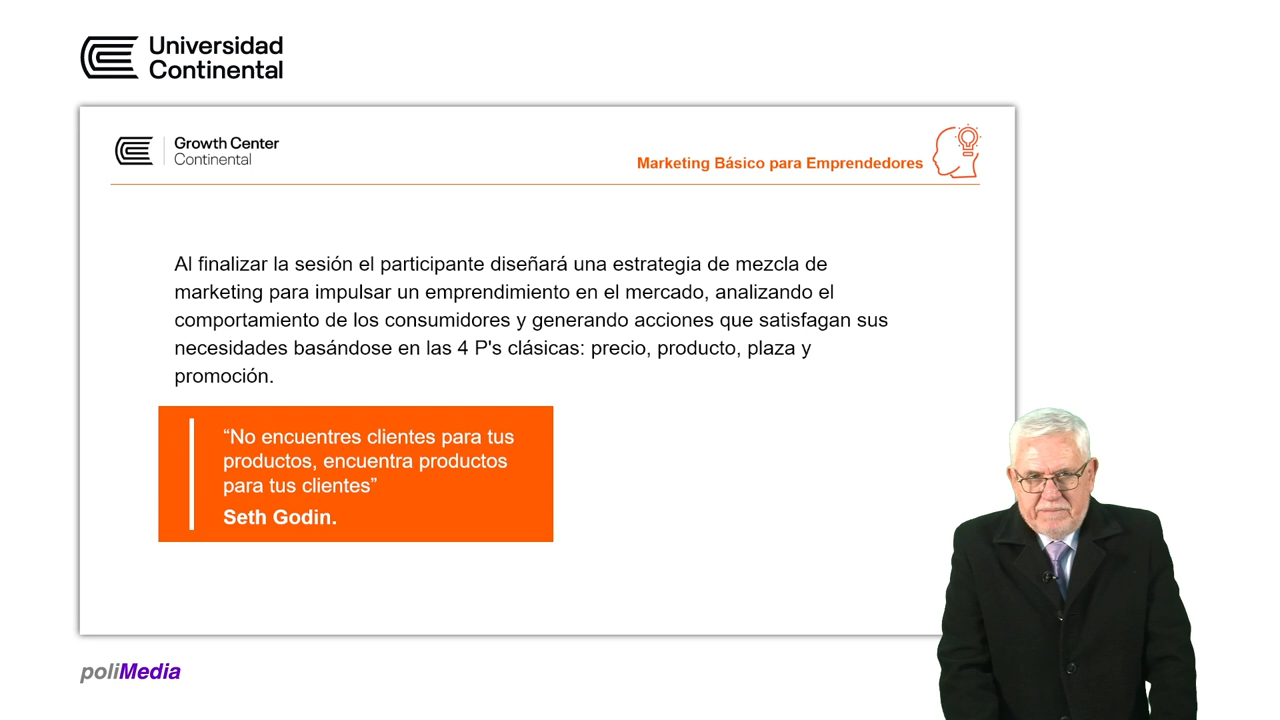 Universidad
Continental
Growth Center
Continental
Marketing Básico para Emprendedores
Al finalizar la sesión el participante diseñará una estrategia de mezcla de
marketing para impulsar un emprendimiento en el mercado, analizando el
comportamiento de los consumidores y generando acciones que satisfagan sus
necesidades basándose en las 4 P's clásicas: precio, producto, plaza y
promoción.
“No encuentres clientes para tus
productos, encuentra productos
para tus clientes”
Seth Godin.
poliMedia